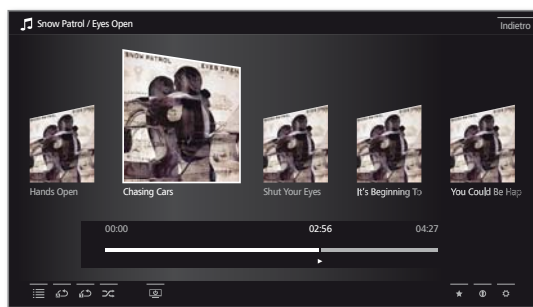 Snow Patrol / Eyes Open
Indietro
SNOW PATROL EYES OPEN
Hands Open
Chasing Cars
Shut Your Eyes
It's Beginning To
You Could Be Hap
00:00 02:56 04:27